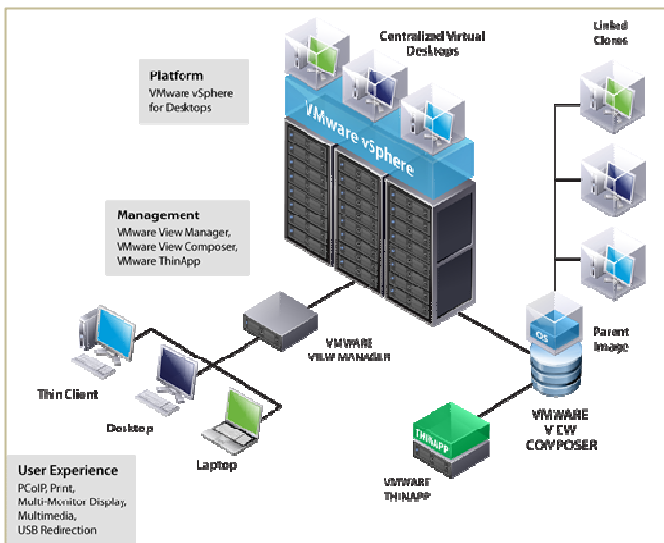 Centralized Virtual
Desktops
Linked
Clones
Platform
VMware vSphere
for Desktops
VMware vSphere
Management
VMware View Manager,
VMware View Composer,
VMware ThinApp
OS
Parent
Image
VMWARE
VIEW MANAGER
Thin Client
Desktop
Laptop
VMWARE
VIEW
COMPOSER
THINAPP
VMWARE
THINAPP
User Experience
PCoIP, Print,
Multi-Monitor Display,
Multimedia,
USB Redirection